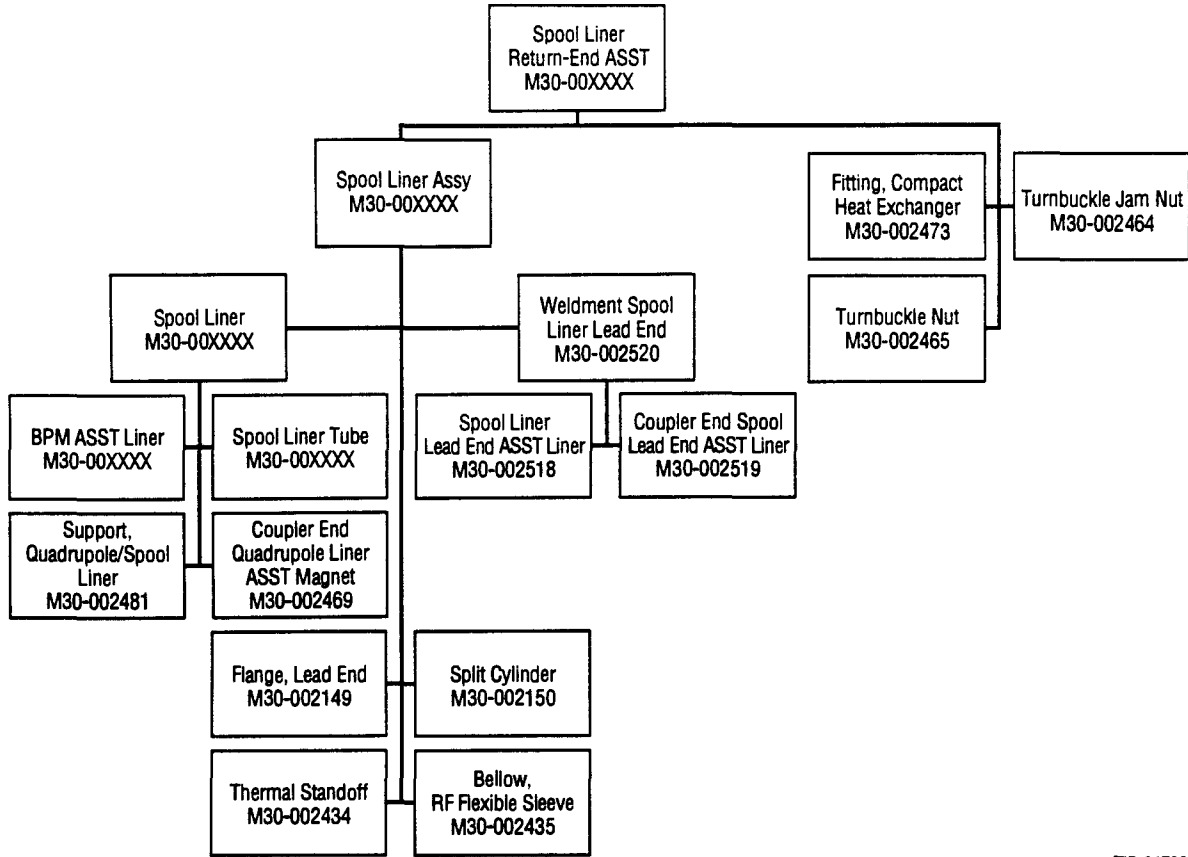 Spool Liner
Return-End ASST
M30-00XXXX
Spool Liner Assy
M30-00XXXX
Fitting, Compact
Heat Exchanger
M30-002473
Turnbuckle Jam Nut
M30-002464
Spool Liner
M30-00XXXX
Weldment Spool
Liner Lead End
M30-002520
Turnbuckle Nut
M30-002465
BPM ASST Liner
M30-00XXXX
Spool Liner Tube
M30-00XXXX
Spool Liner
Lead End ASST Liner
M30-002518
Coupler End Spool
Lead End ASST Liner
M30-002519
Support,
Quadrupole/Spool
Liner
M30-002481
Coupler End
Quadrupole Liner
ASST Magnet
M30-002469
Flange, Lead End
M30-002149
Split Cylinder
M30-002150
Thermal Standoff
M30-002434
Bellow,
RF Flexible Sleeve
M30-002435